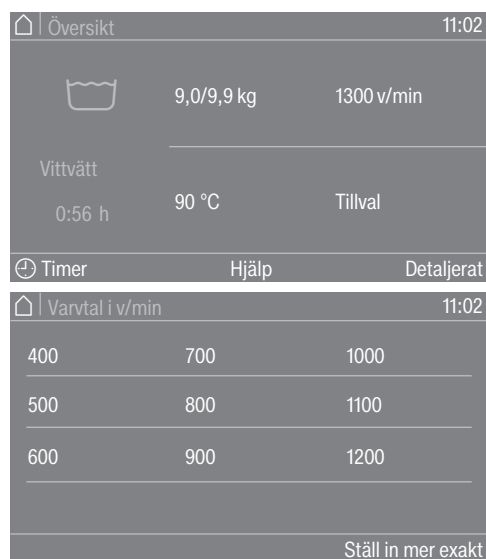 Översikt 11:02
9,0/9,9 kg 1300 v/min
Vittvätt
90 °C Tillval
0:56 h
Timer Hjälp Detaljerat
Varvtal i v/min 11:02
400 700 1000
500 800 1100
600 900 1200
Ställ in mer exakt